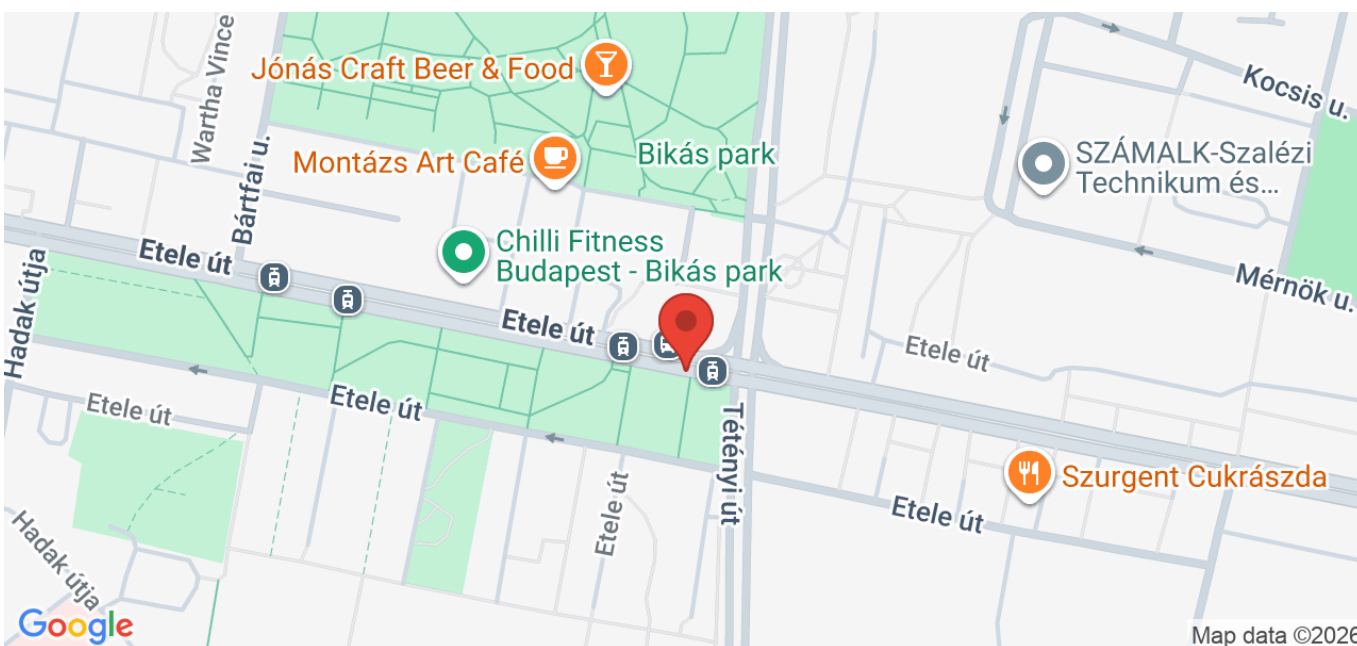 Wartha Vince
Jónás Craft Beer & Food
Kocsis u.
Bikás park
SZÁMALK-Szalézi
Technikum és...
Montázs Art Café
Bártfai u.
Chilli Fitness
Budapest - Bikás park
Etele út
Mérnök u.
Hadak útja
Etele út
Etele út
Etele út
Etele út
Tétényi út
Szurgent Cukrászda
Etele út
Etele út
Hadak útja
Google
Map data ©2026